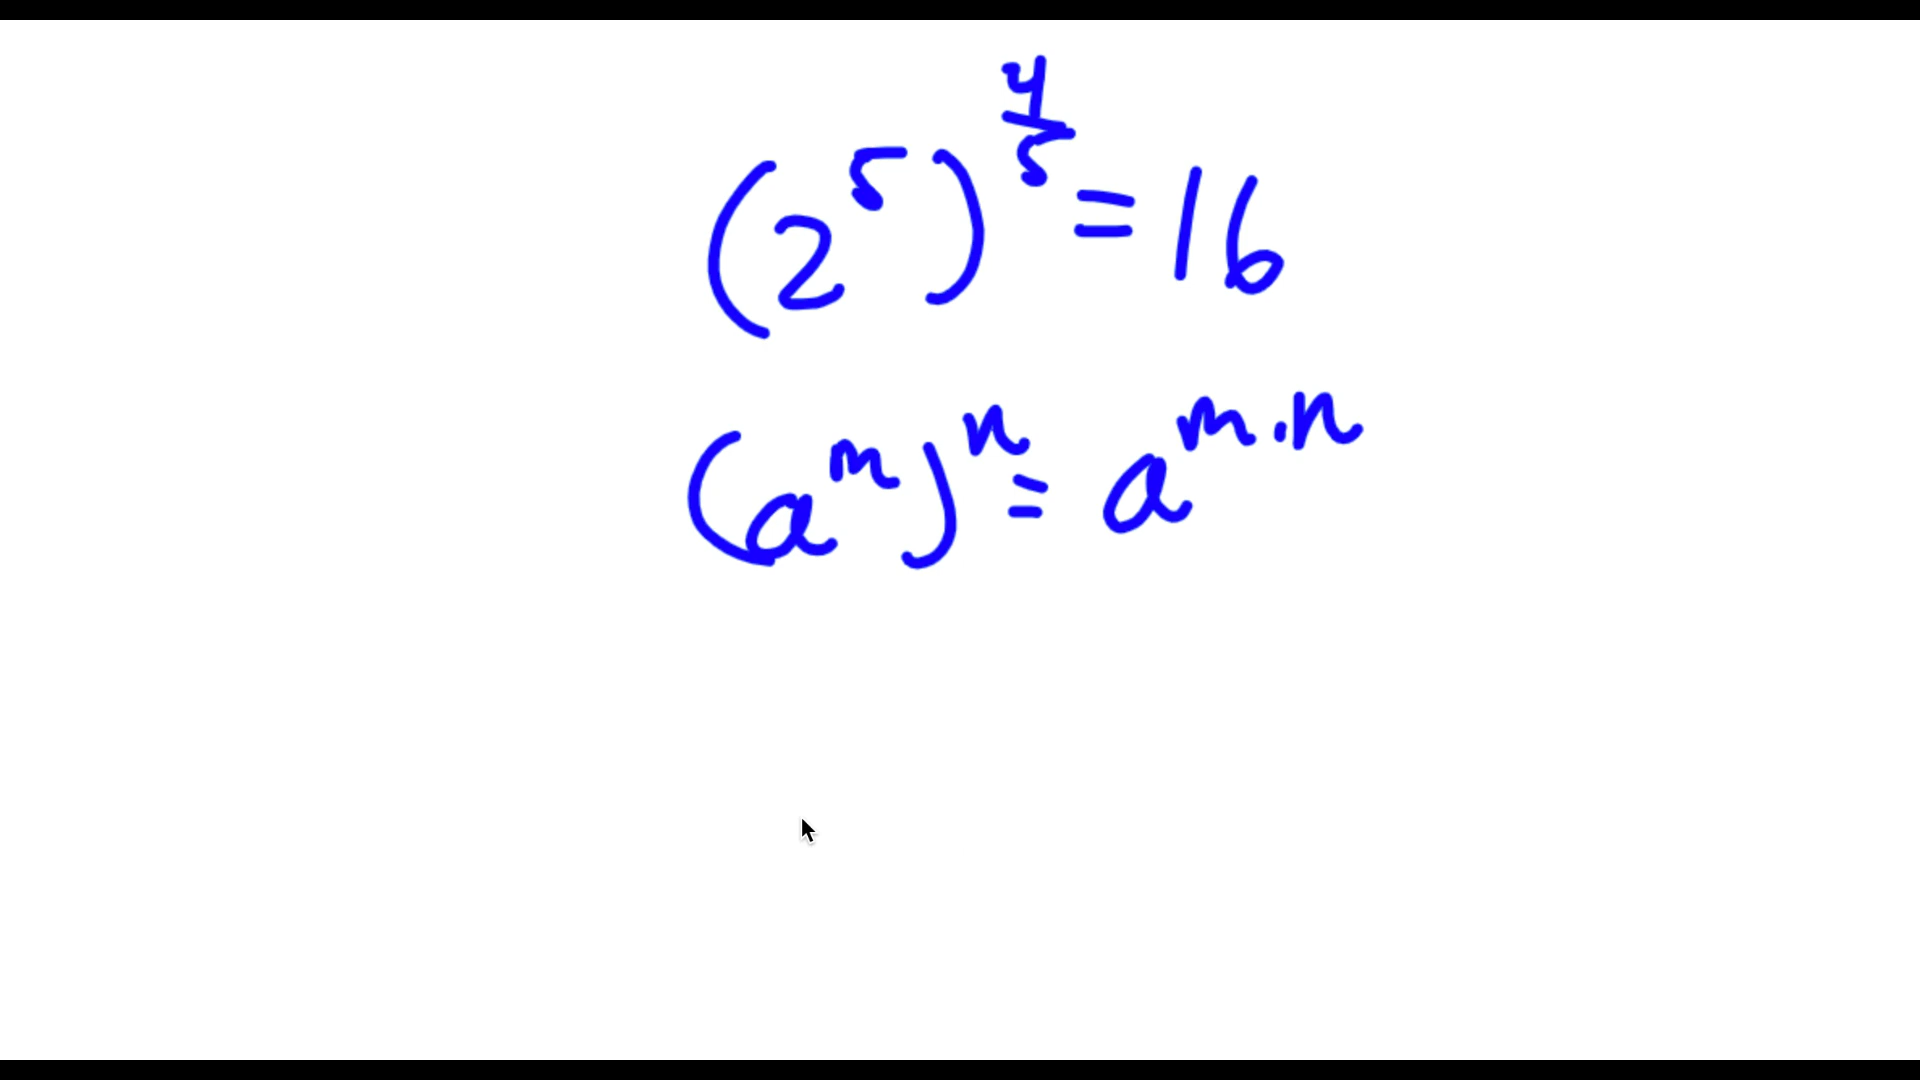 (2^5)^{4/5} = 16
(a^m)^n = a^{m·n}